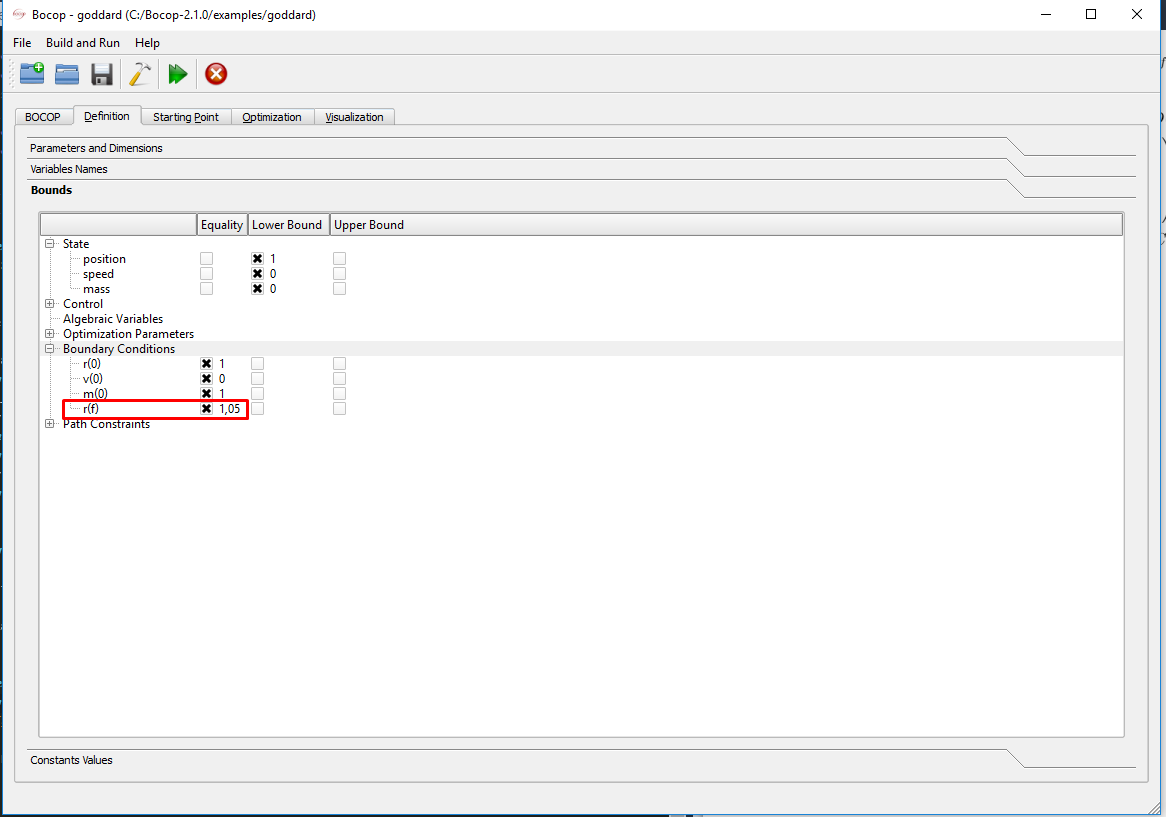 Bocop - goddard (C:/Bocop-2.1.0/examples/goddard)
File Build and Run Help
BOCOP Definition Starting Point Optimization Visualization
Parameters and Dimensions
Variables Names
Bounds
Equality Lower Bound Upper Bound
State
position 1
speed 0
mass 0
Control
Algebraic Variables
Optimization Parameters
Boundary Conditions
r(0) 1
v(0) 0
m(0) 1
r(f) 1,05
Path Constraints
Constants Values